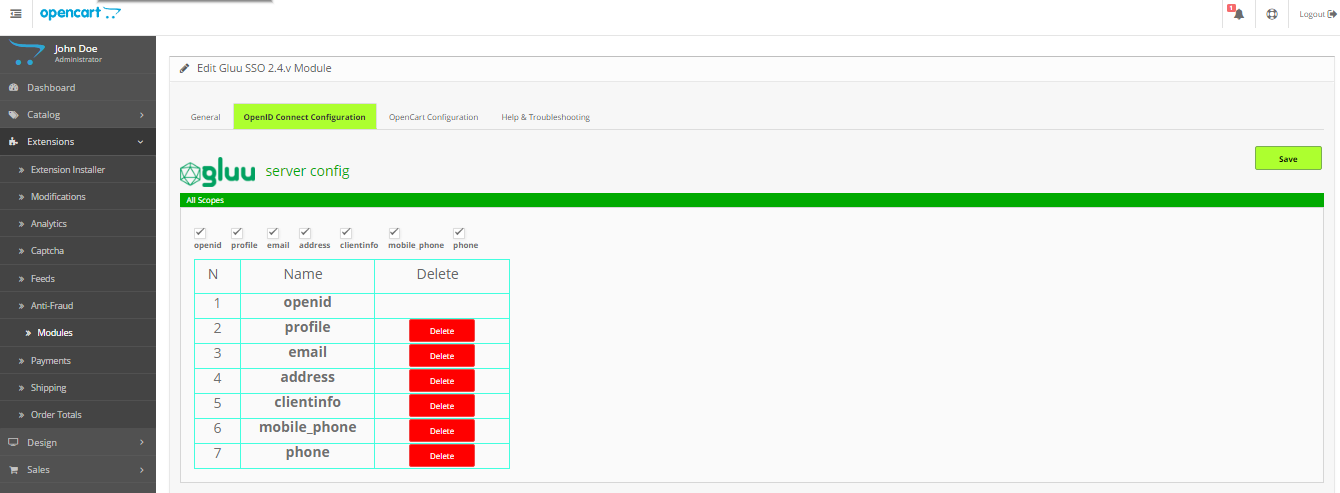 opencart
1
Logout
John Doe
Administrator
Dashboard
Catalog
Extensions
Extension Installer
Modifications
Analytics
Captcha
Feeds
Anti-Fraud
Modules
Payments
Shipping
Order Totals
Design
Sales
Edit Gluu SSO 2.4.v Module
General OpenID Connect Configuration OpenCart Configuration Help & Troubleshooting
gluu server config
Save
All Scopes
openid profile email address clientinfo mobile_phone phone
N Name Delete
1 openid
2 profile Delete
3 email Delete
4 address Delete
5 clientinfo Delete
6 mobile_phone Delete
7 phone Delete